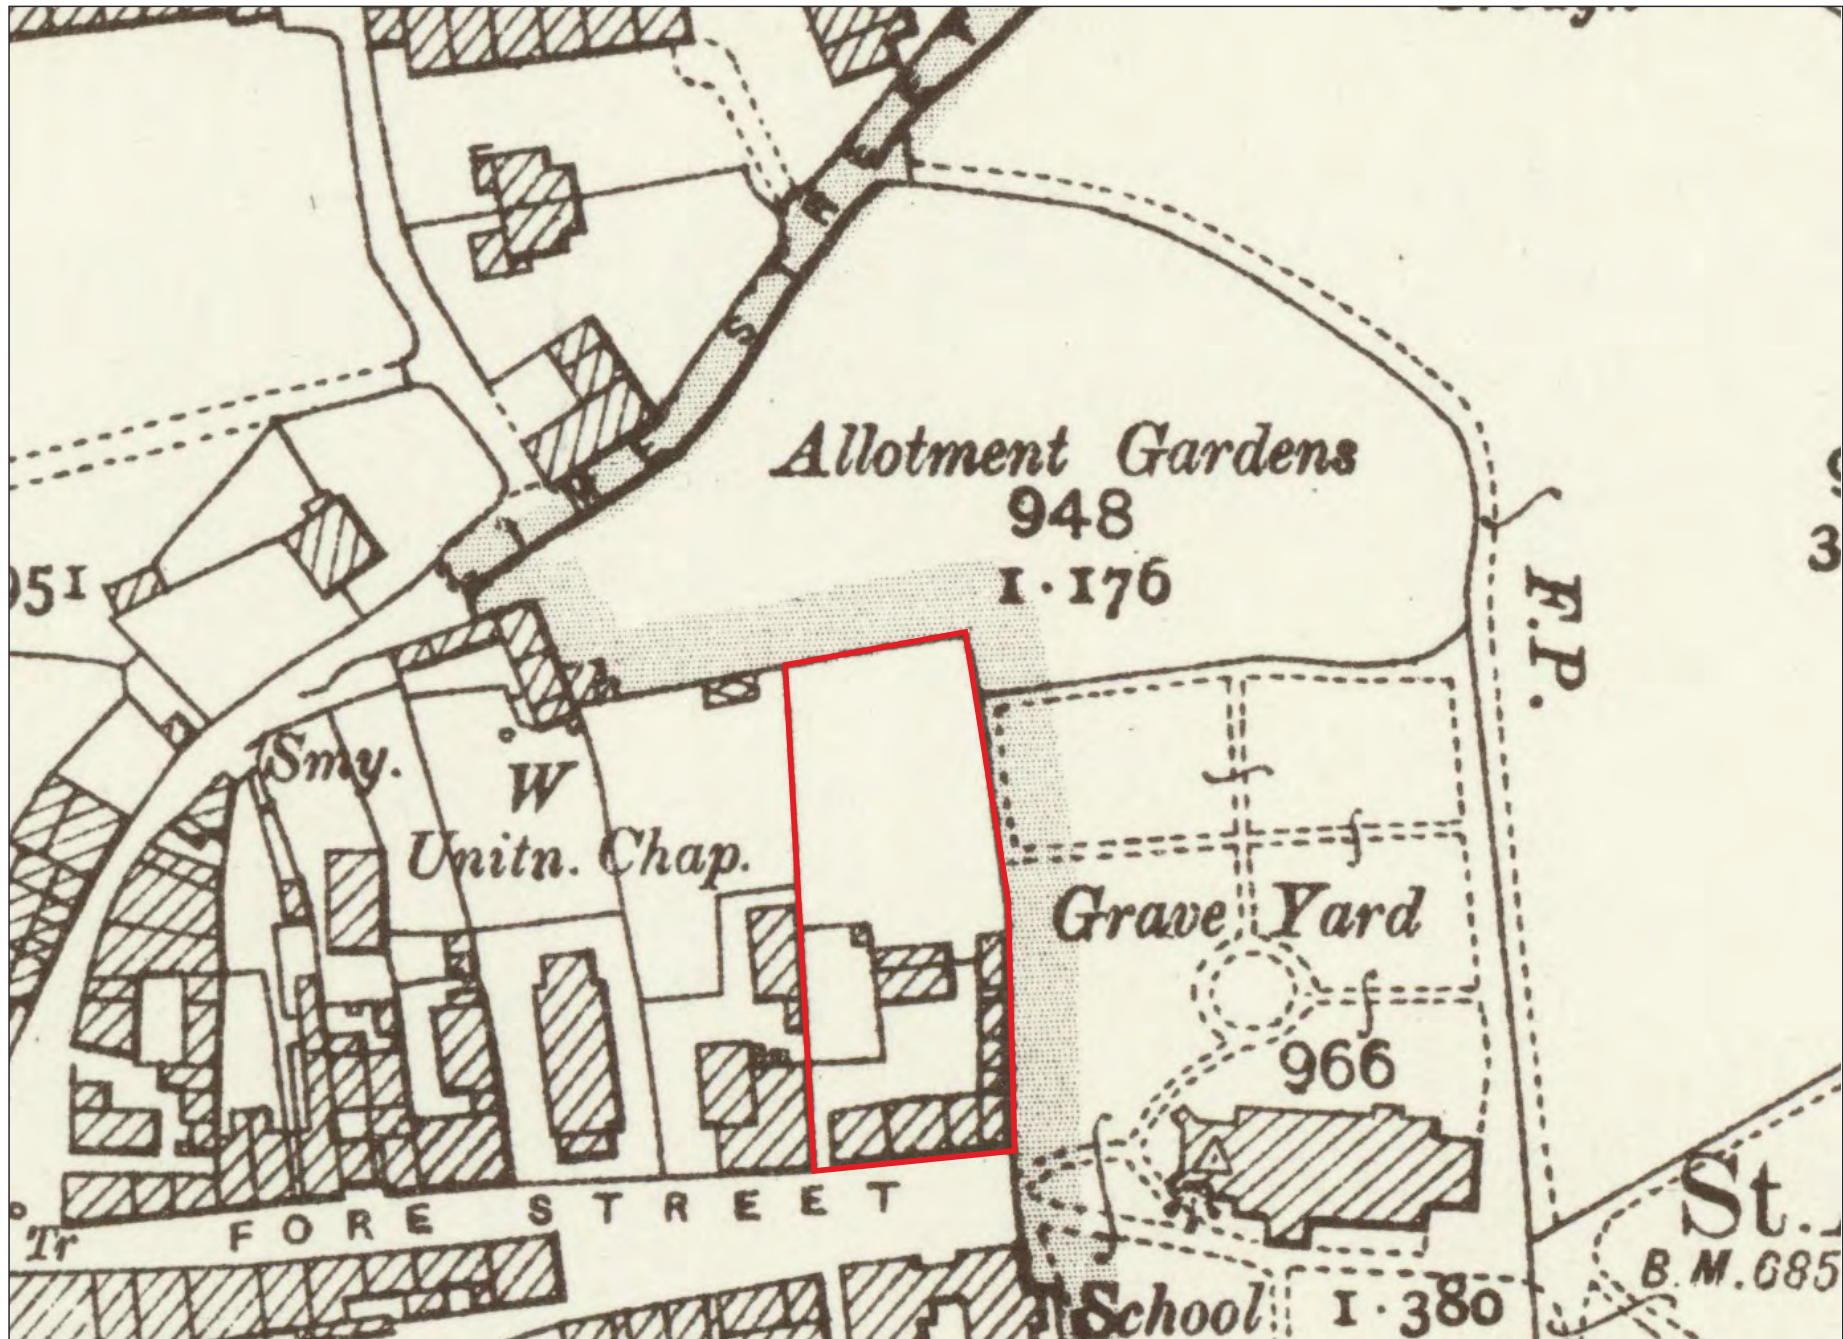 Allotment Gardens
948
1·176
F.P.
Smy.
W
Unitn. Chap.
Grave Yard
966
FORE STREET
Tr
St.
B.M.685
School
1·380